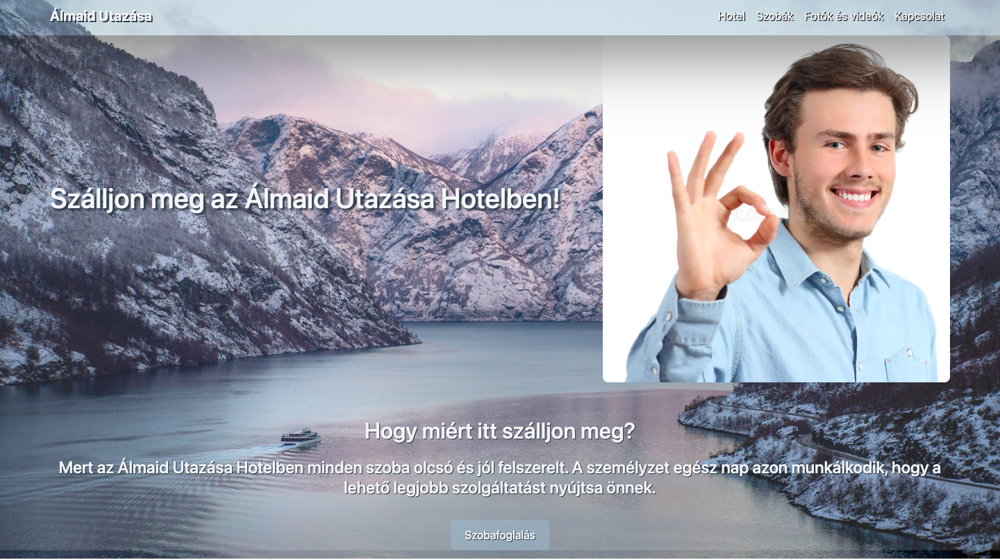 Álmaid Utazása
Hotel Szobák Fotók és videók Kapcsolat
Szálljon meg az Álmaid Utazása Hotelben!
Hogy miért itt szálljon meg?
Mert az Álmaid Utazása Hotelben minden szoba olcsó és jól felszerelt. A személyzet egész nap azon munkálkodik, hogy a
lehető legjobb szolgáltatást nyújtsa önnek.
Szobafoglalás